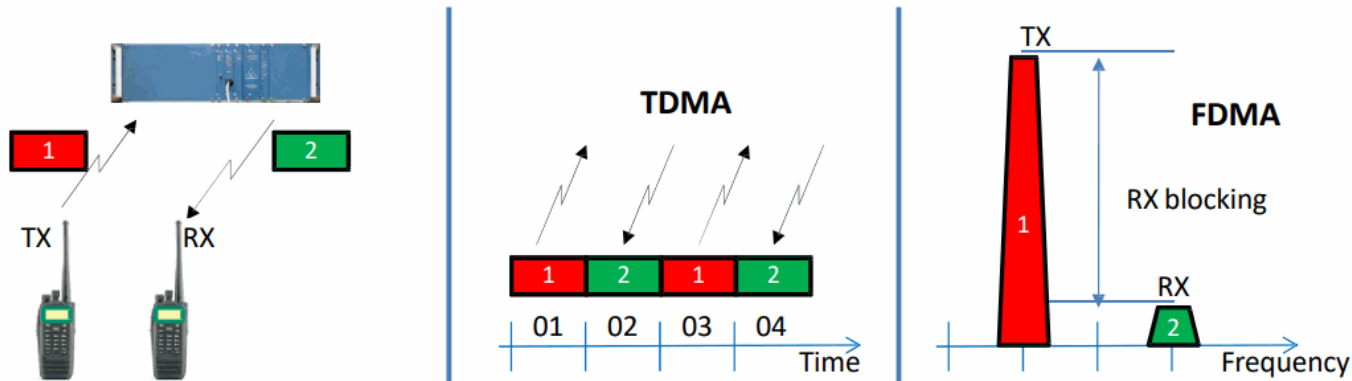 1
2
TX
RX
TDMA
1 2 1 2
01 02 03 04
Time
TX
FDMA
RX blocking
1
RX
2
Frequency